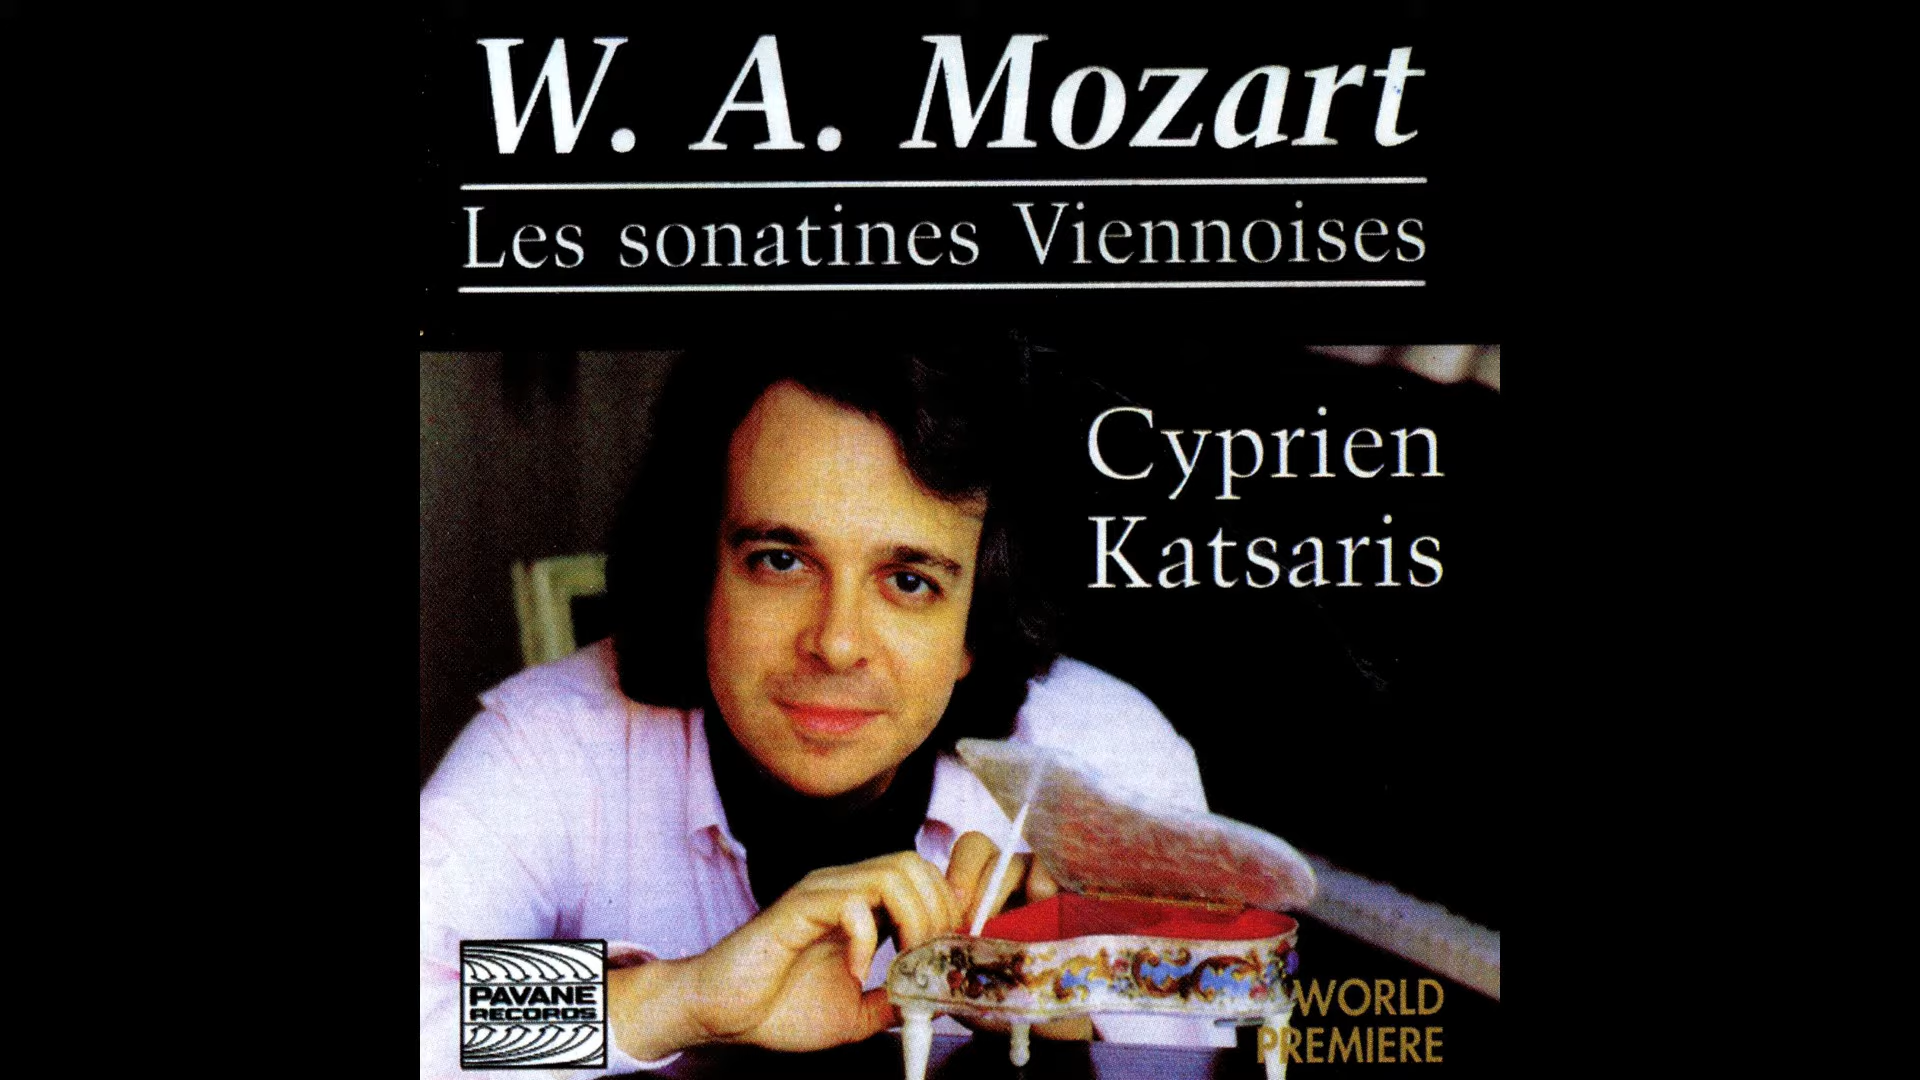 W. A. Mozart
Les sonatines Viennoises
Cyprien
Katsaris
PAVANE
RECORDS
WORLD
PREMIERE